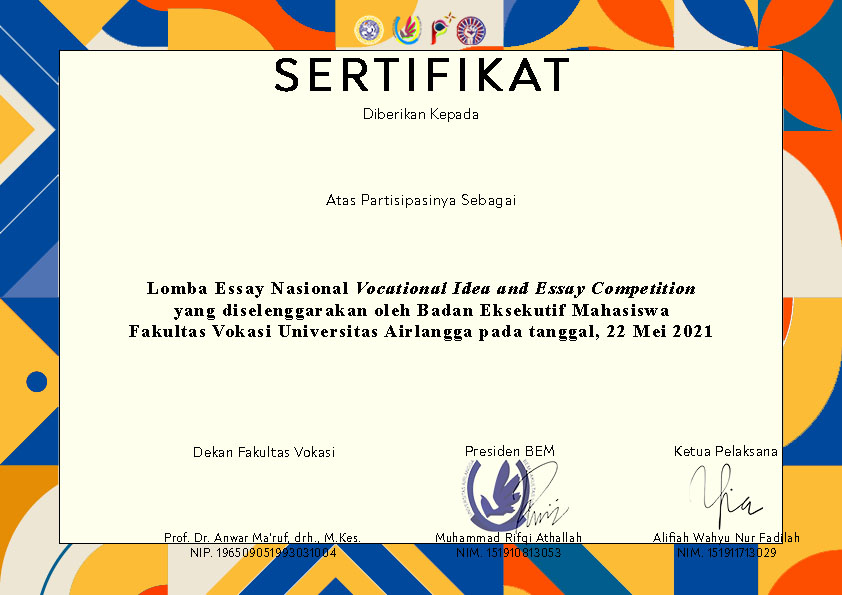 SERTIFIKAT
Diberikan Kepada
Atas Partisipasinya Sebagai
Lomba Essay Nasional Vocational Idea and Essay Competition
yang diselenggarakan oleh Badan Eksekutif Mahasiswa
Fakultas Vokasi Universitas Airlangga pada tanggal, 22 Mei 2021
Dekan Fakultas Vokasi
Presiden BEM
Ketua Pelaksana
Prof. Dr. Anwar Ma'ruf, drh., M.Kes.
NIP. 196509051993031004
Muhammad Rifqi Athallah
NIM. 151910813053
Alifiah Wahyu Nur Fadilah
NIM. 151911713029